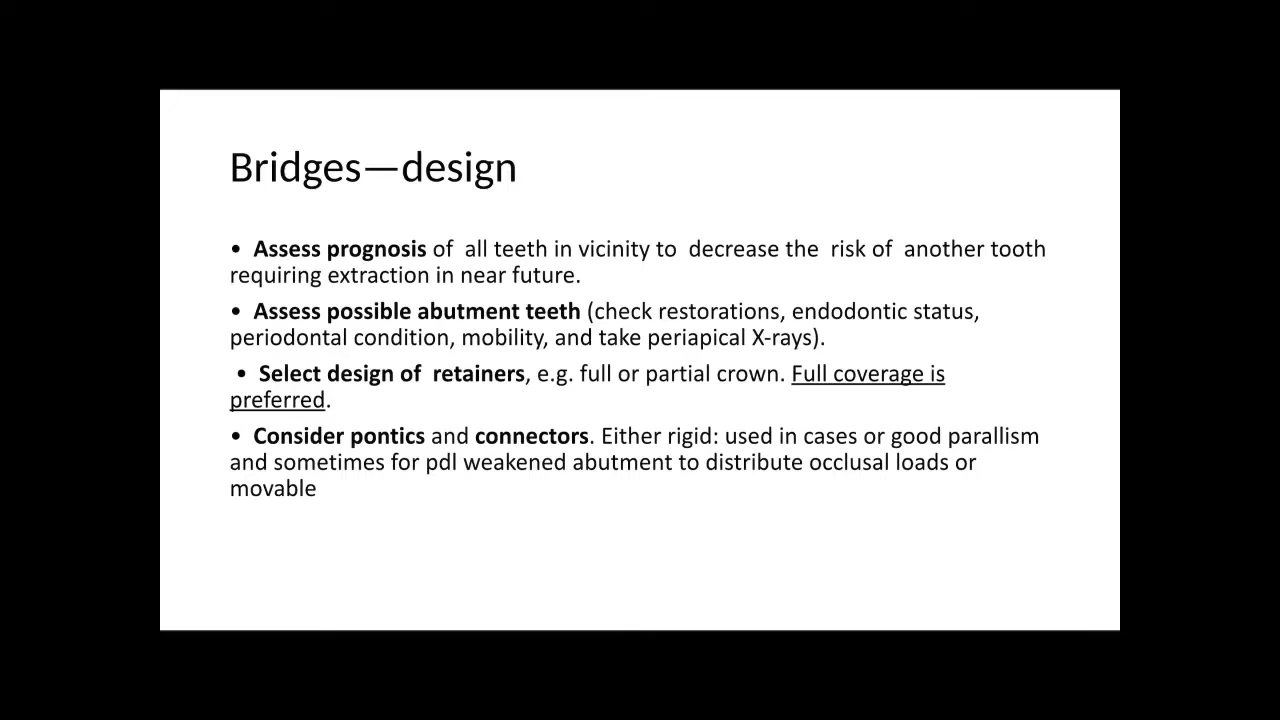 Bridges—design
• Assess prognosis of all teeth in vicinity to decrease the risk of another tooth
requiring extraction in near future.
• Assess possible abutment teeth (check restorations, endodontic status,
periodontal condition, mobility, and take periapical X-rays).
• Select design of retainers, e.g. full or partial crown. Full coverage is
preferred.
• Consider pontics and connectors. Either rigid: used in cases or good parallism
and sometimes for pdl weakened abutment to distribute occlusal loads or
movable